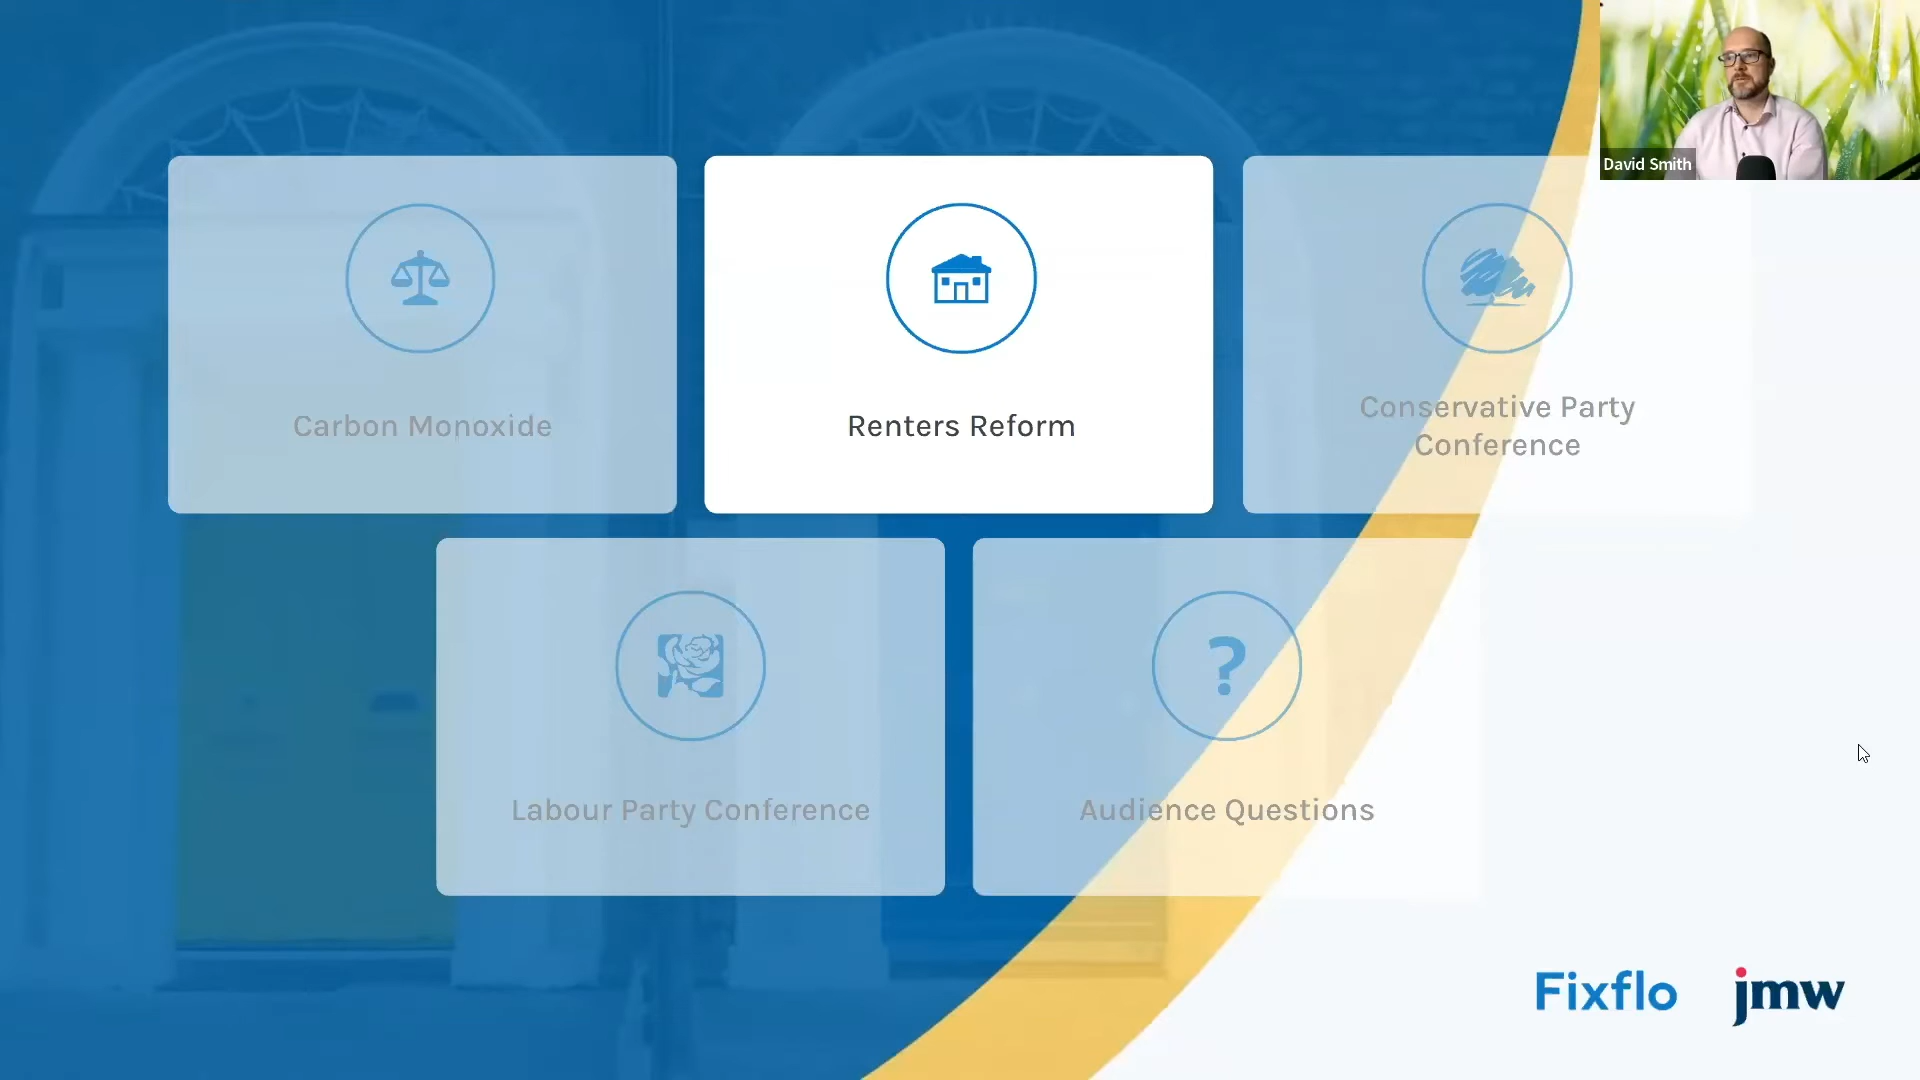 David Smith
Carbon Monoxide
Renters Reform
Conservative Party
Conference
Labour Party Conference
?
Audience Questions
Fixflo
jmw